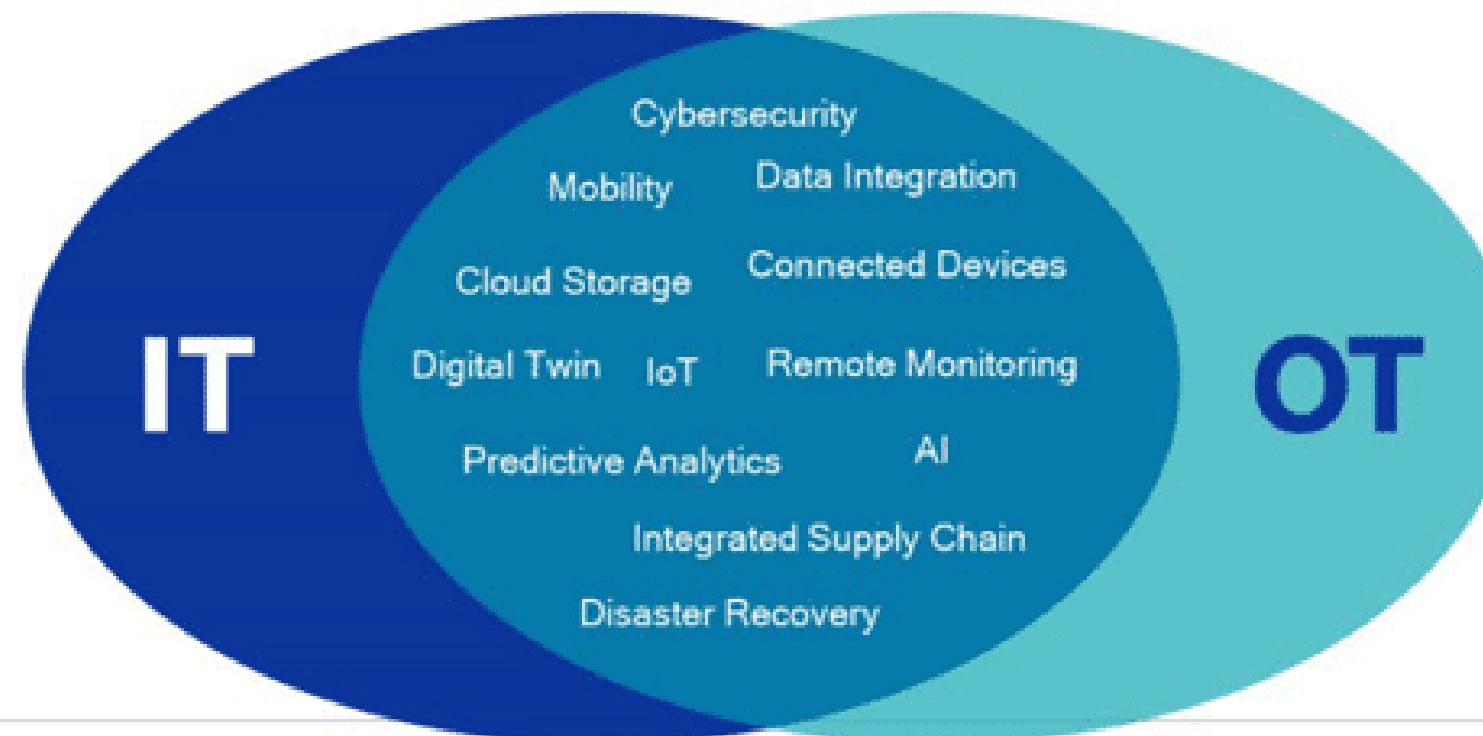 Cybersecurity
Mobility
Data Integration
Cloud Storage
Connected Devices
IT
Digital Twin
IoT
Remote Monitoring
OT
Predictive Analytics
AI
Integrated Supply Chain
Disaster Recovery